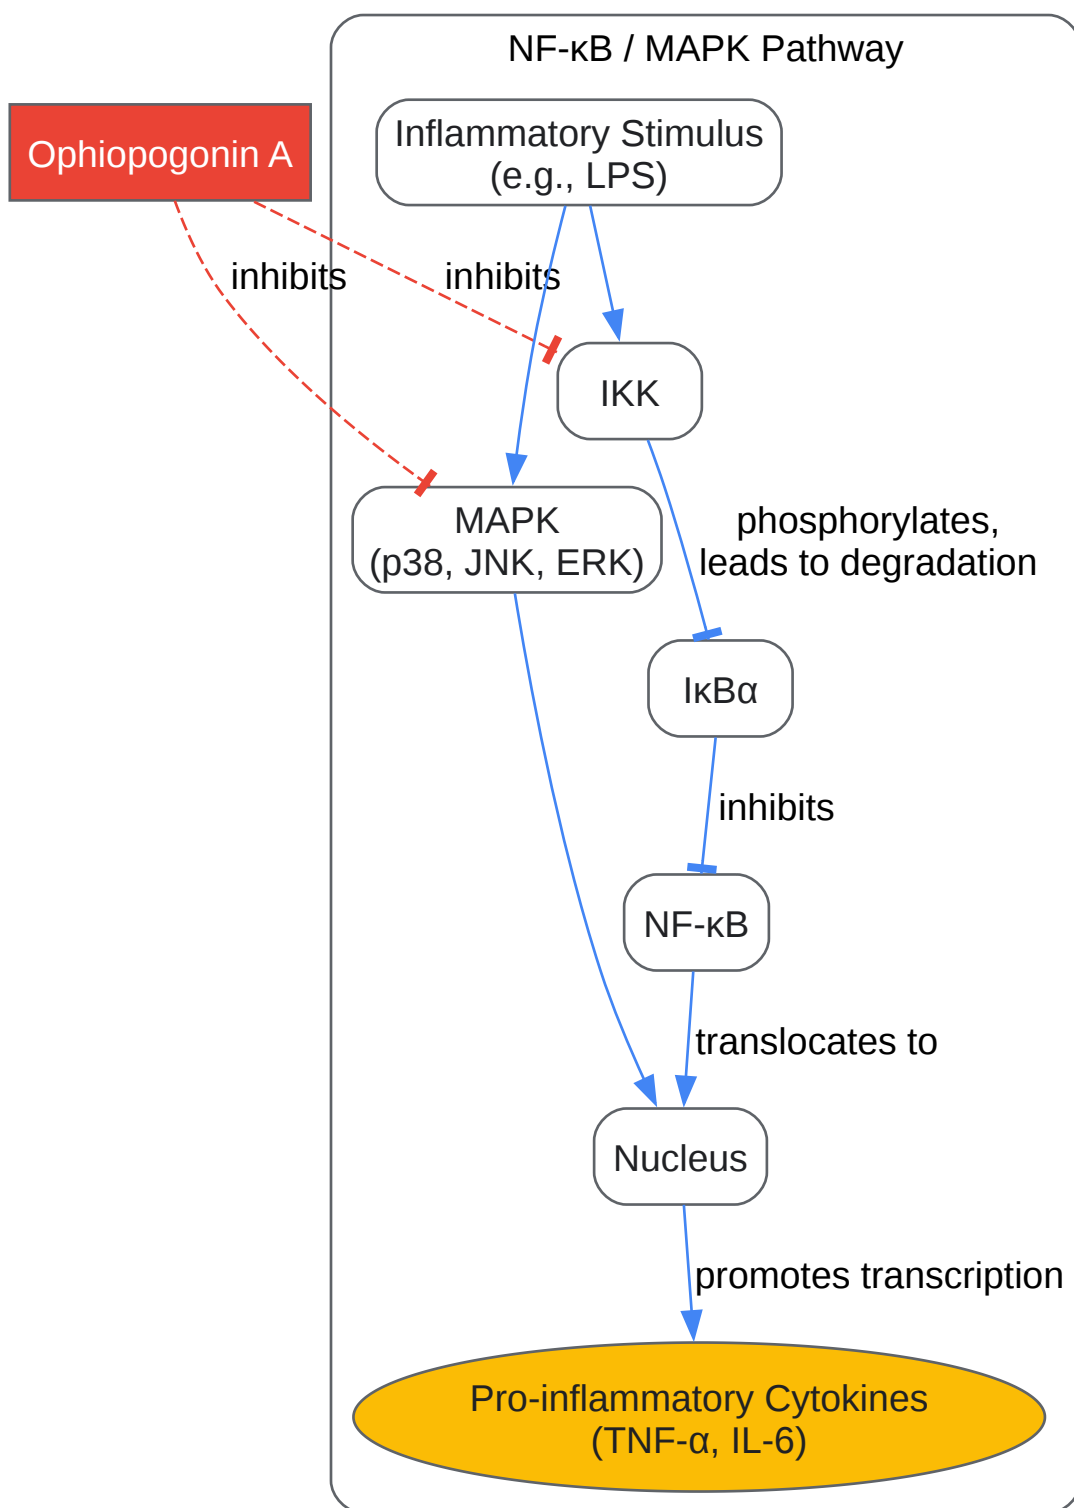 NF-κB / MAPK Pathway
Ophiopogonin A
Inflammatory Stimulus
(e.g., LPS)
inhibits
inhibits
IKK
MAPK
(p38, JNK, ERK)
phosphorylates,
leads to degradation
IκBα
inhibits
NF-κB
translocates to
Nucleus
promotes transcription
Pro-inflammatory Cytokines
(TNF-α, IL-6)